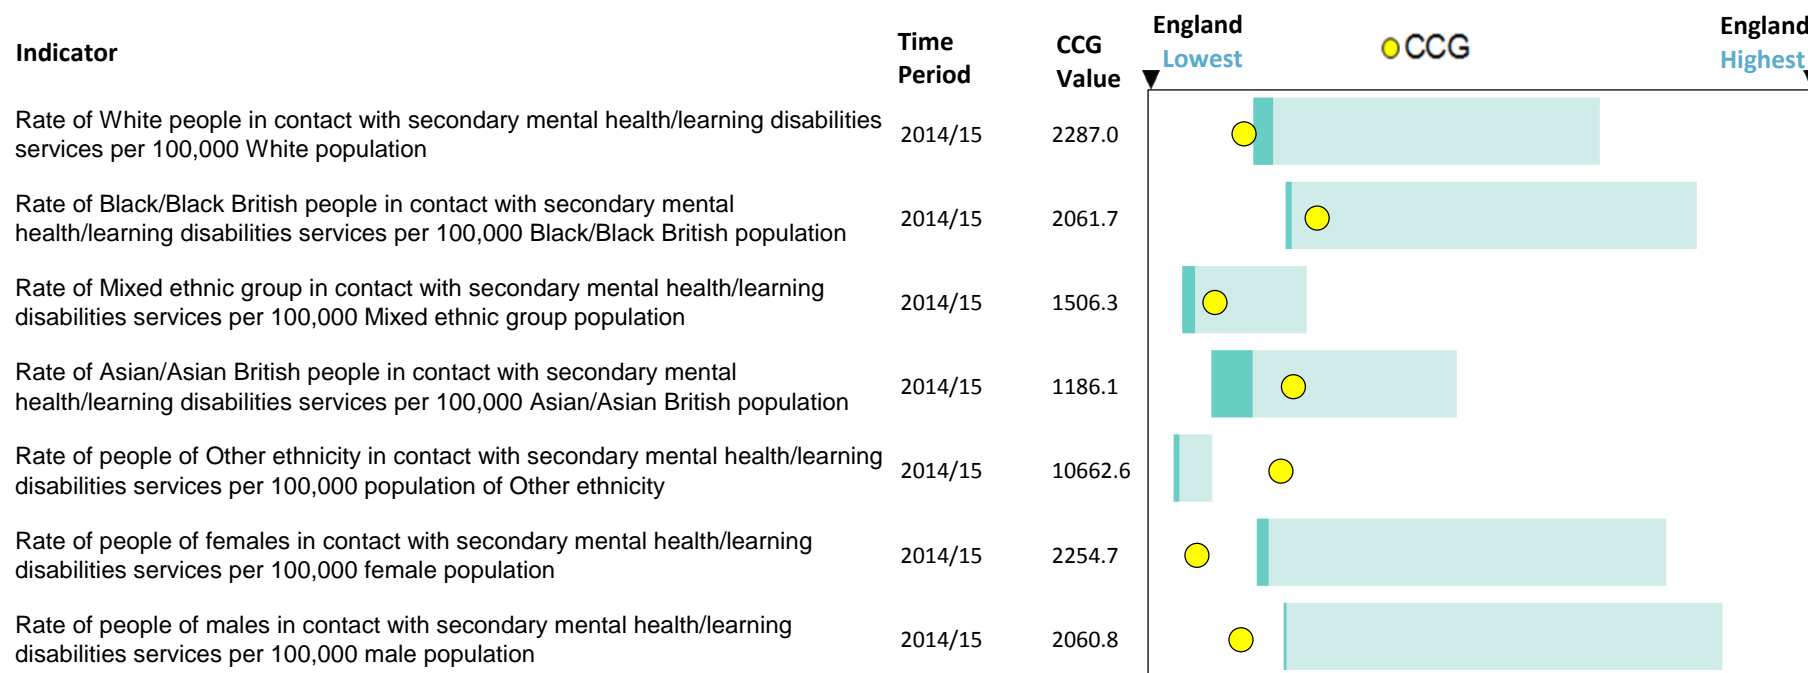 Indicator
Time
Period
CCG
Value
England
Lowest
CCG
England
Highest
Rate of White people in contact with secondary mental health/learning disabilities
services per 100,000 White population
2014/15
2287.0
Rate of Black/Black British people in contact with secondary mental
health/learning disabilities services per 100,000 Black/Black British population
2014/15
2061.7
Rate of Mixed ethnic group in contact with secondary mental health/learning
disabilities services per 100,000 Mixed ethnic group population
2014/15
1506.3
Rate of Asian/Asian British people in contact with secondary mental
health/learning disabilities services per 100,000 Asian/Asian British population
2014/15
1186.1
Rate of people of Other ethnicity in contact with secondary mental health/learning
disabilities services per 100,000 population of Other ethnicity
2014/15
10662.6
Rate of people of females in contact with secondary mental health/learning
disabilities services per 100,000 female population
2014/15
2254.7
Rate of people of males in contact with secondary mental health/learning
disabilities services per 100,000 male population
2014/15
2060.8